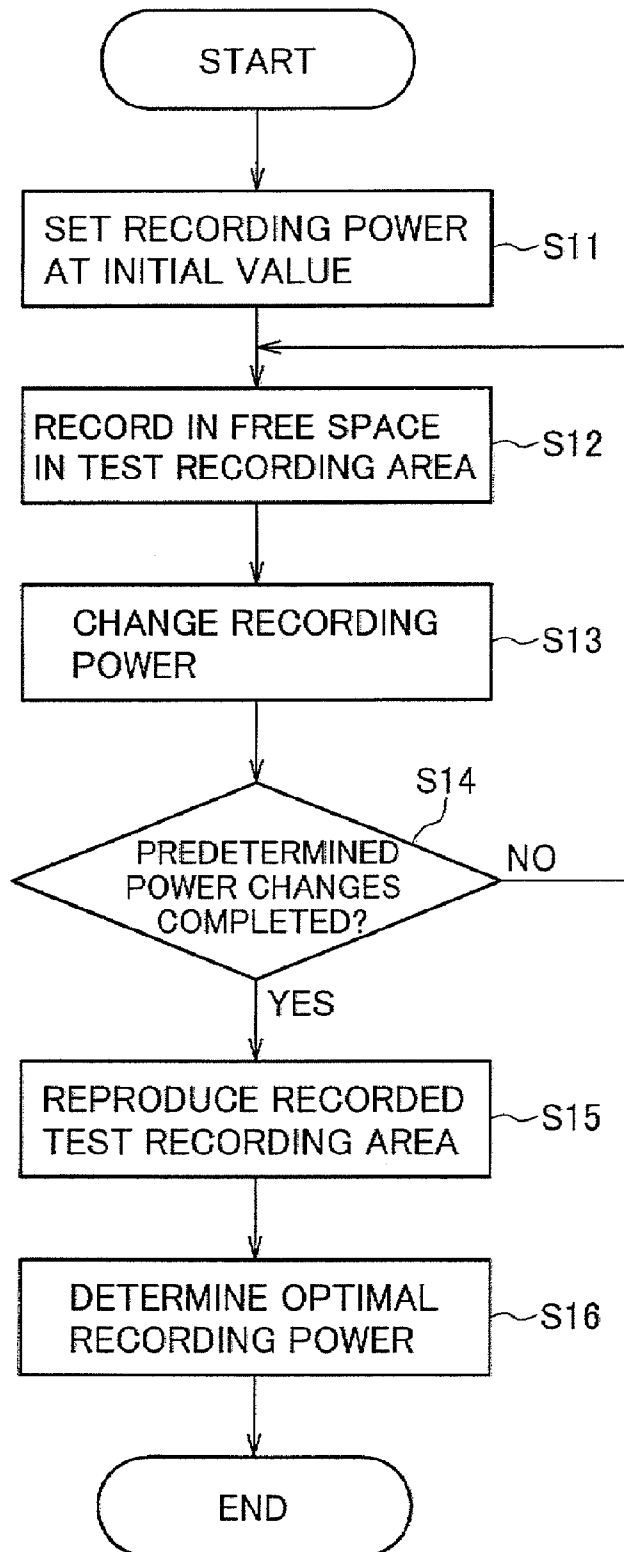 START
SET RECORDING POWER
AT INITIAL VALUE
S11
RECORD IN FREE SPACE
IN TEST RECORDING AREA
S12
CHANGE RECORDING
POWER
S13
S14
PREDETERMINED
POWER CHANGES
COMPLETED?
NO
YES
REPRODUCE RECORDED
TEST RECORDING AREA
S15
DETERMINE OPTIMAL
RECORDING POWER
S16
END